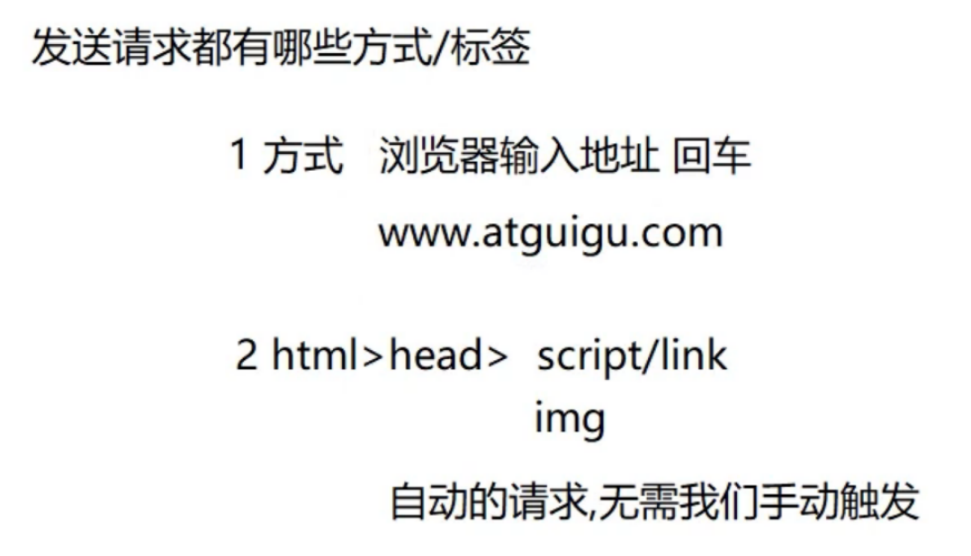 发送请求都有哪些方式/标签
1 方式 浏览器输入地址 回车
www.atguigu.com
2 html>head> script/link
img
自动的请求,无需我们手动触发